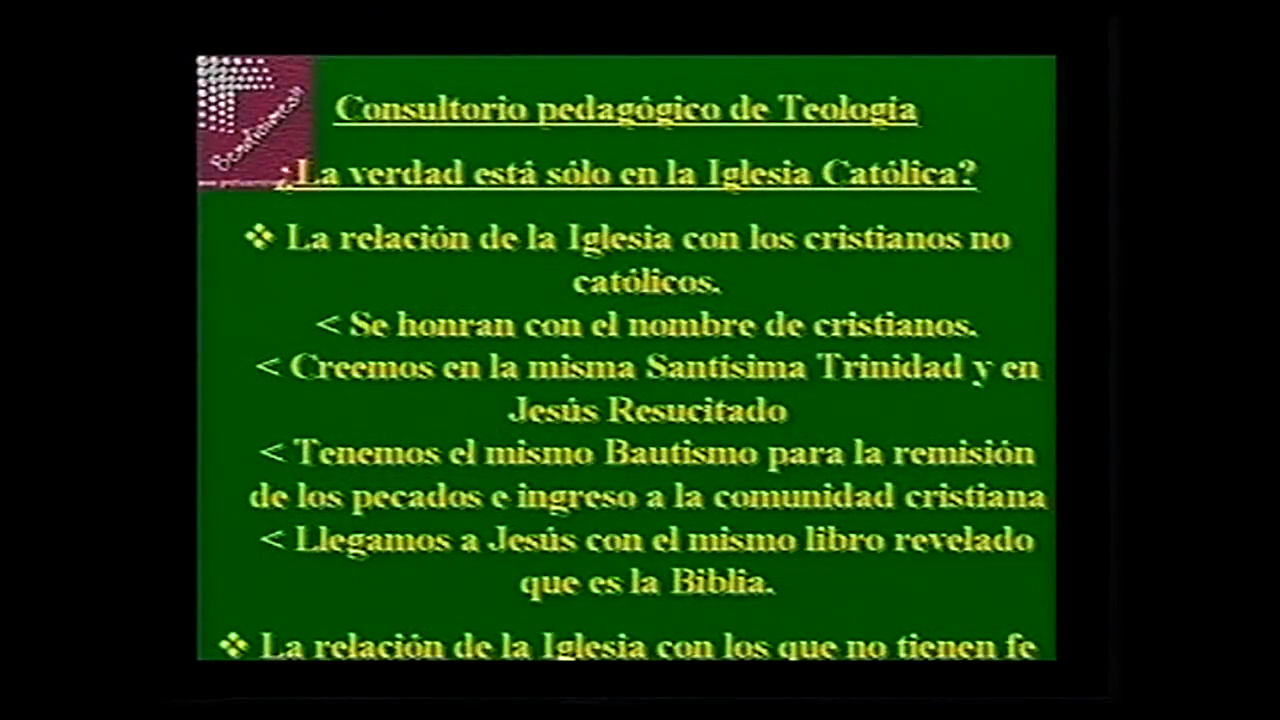 Consultorio pedagógico de Teología
¿La verdad está sólo en la Iglesia Católica?
❖ La relación de la Iglesia con los cristianos no
católicos.
< Se honran con el nombre de cristianos.
< Creemos en la misma Santísima Trinidad y en
Jesús Resucitado
< Tenemos el mismo Bautismo para la remisión
de los pecados e ingreso a la comunidad cristiana
< Llegamos a Jesús con el mismo libro revelado
que es la Biblia.
❖ La relación de la Iglesia con los que no tienen fe